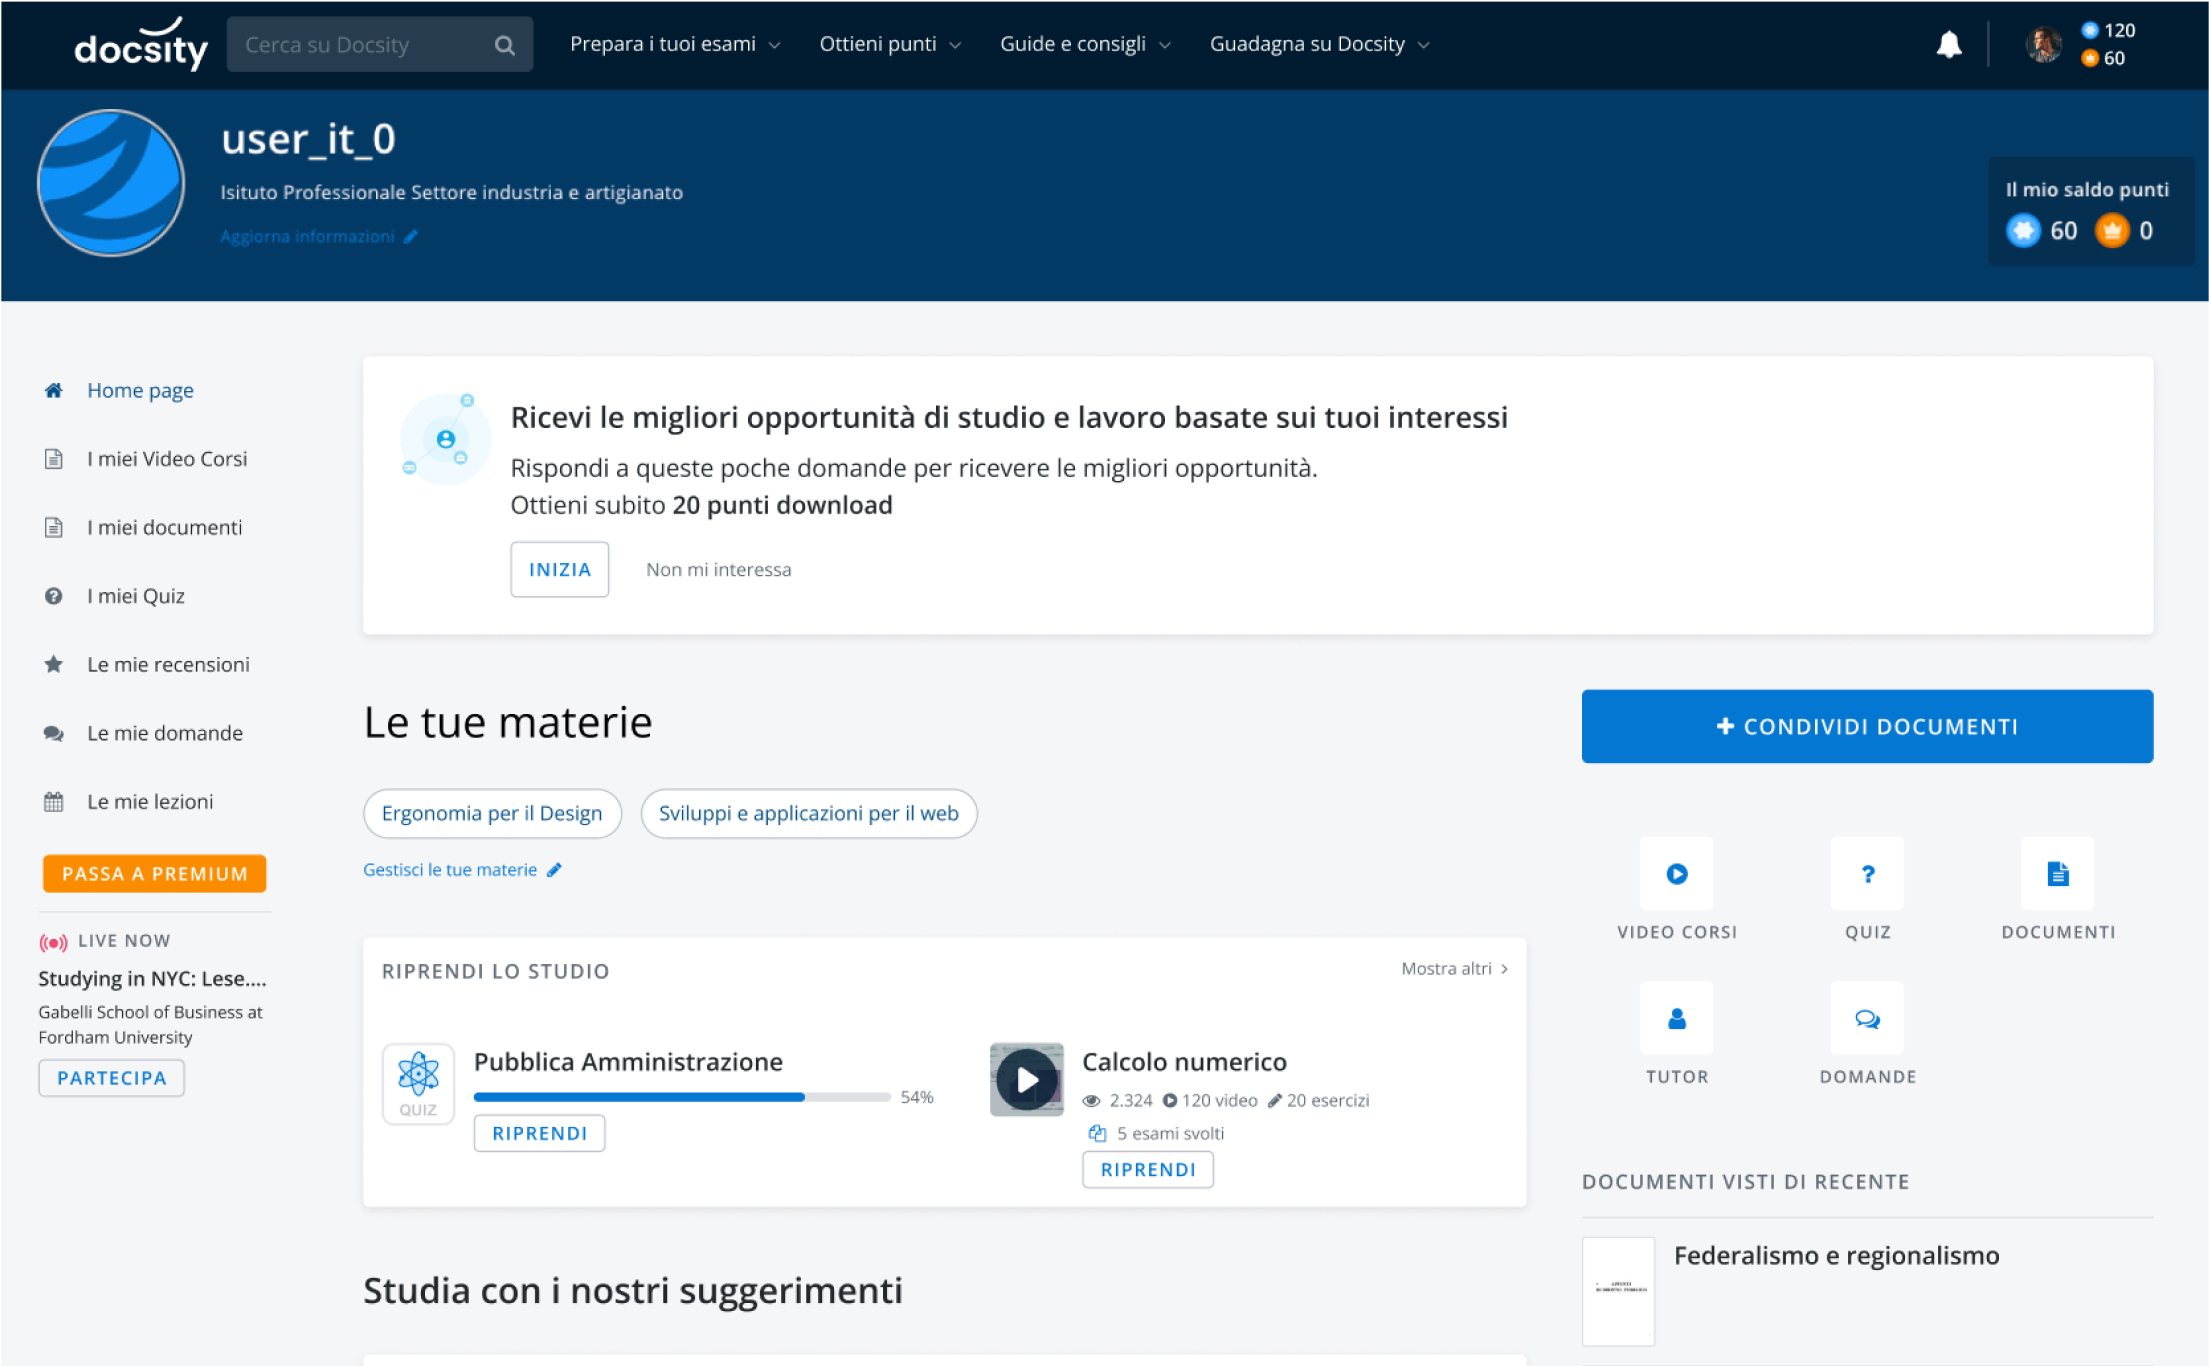 docsity
Cerca su Docsity
Prepara i tuoi esami
Ottieni punti
Guide e consigli
Guadagna su Docsity
120
60
user_it_0
Isituto Professionale Settore industria e artigianato
Aggiorna informazioni
Il mio saldo punti
60 0
Home page
I miei Video Corsi
I miei documenti
I miei Quiz
Le mie recensioni
Le mie domande
Le mie lezioni
PASSA A PREMIUM
LIVE NOW
Studying in NYC: Lese....
Gabelli School of Business at
Fordham University
PARTECIPA
Ricevi le migliori opportunità di studio e lavoro basate sui tuoi interessi
Rispondi a queste poche domande per ricevere le migliori opportunità.
Ottieni subito 20 punti download
INIZIA
Non mi interessa
Le tue materie
Ergonomia per il Design
Sviluppi e applicazioni per il web
Gestisci le tue materie
RIPRENDI LO STUDIO
Mostra altri
QUIZ
Pubblica Amministrazione
54%
RIPRENDI
Calcolo numerico
2.324 120 video 20 esercizi
5 esami svolti
RIPRENDI
Studia con i nostri suggerimenti
+ CONDIVIDI DOCUMENTI
VIDEO CORSI
QUIZ
DOCUMENTI
TUTOR
DOMANDE
DOCUMENTI VISTI DI RECENTE
APPUNTI
DI DIRITTO PUBBLICO
Federalismo e regionalismo